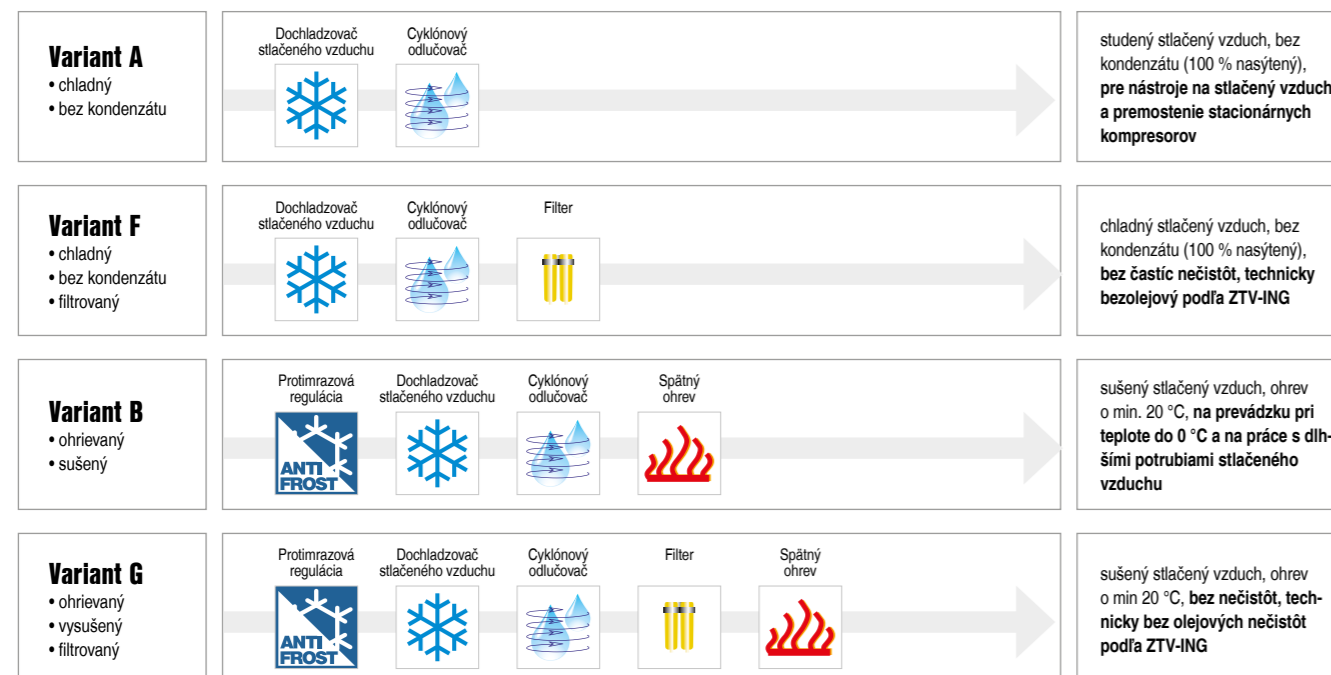 Variant A
• chladný
• bez kondenzátu
Dochladzovač
stlačeného vzduchu
Cyklónový
odlučovač
studený stlačený vzduch, bez
kondenzátu (100 % nasýtený),
pre nástroje na stlačený vzduch
a premostenie stacionárnych
kompresorov
Variant F
• chladný
• bez kondenzátu
• filtrovaný
Dochladzovač
stlačeného vzduchu
Cyklónový
odlučovač
Filter
chladný stlačený vzduch, bez
kondenzátu (100 % nasýtený),
bez častíc nečistôt, technicky
bezolejový podľa ZTV-ING
Variant B
• ohrievaný
• sušený
Protimrazová
regulácia
ANTI
FROST
Dochladzovač
stlačeného vzduchu
Cyklónový
odlučovač
Spätný
ohrev
sušený stlačený vzduch, ohrev
o min. 20 °C, na prevádzku pri
teplote do 0 °C a na práce s dlh-
šími potrubiami stlačeného
vzduchu
Variant G
• ohrievaný
• vysušený
• filtrovaný
Protimrazová
regulácia
ANTI
FROST
Dochladzovač
stlačeného vzduchu
Cyklónový
odlučovač
Filter
Spätný
ohrev
sušený stlačený vzduch, ohrev
o min 20 °C, bez nečistôt, tech-
nicky bez olejových nečistôt
podľa ZTV-ING